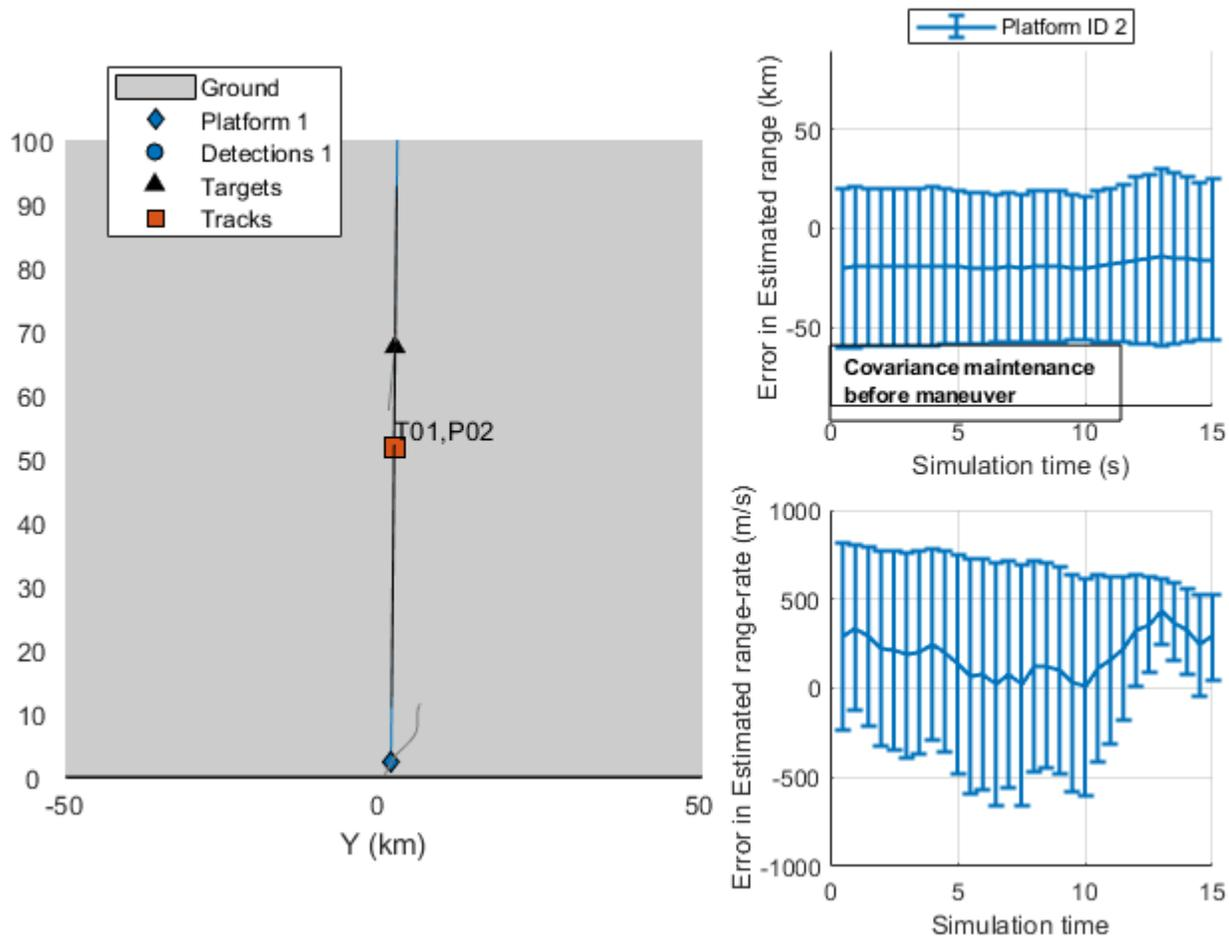 Ground
Platform 1
Detections 1
Targets
Tracks
100
90
80
70
60
50
40
30
20
10
0
T01,P02
-50
0
50
Y (km)
Platform ID 2
Error in Estimated range (km)
50
0
-50
Covariance maintenance
before maneuver
0
5
10
15
Simulation time (s)
Error in Estimated range-rate (m/s)
1000
500
0
-500
-1000
0
5
10
15
Simulation time